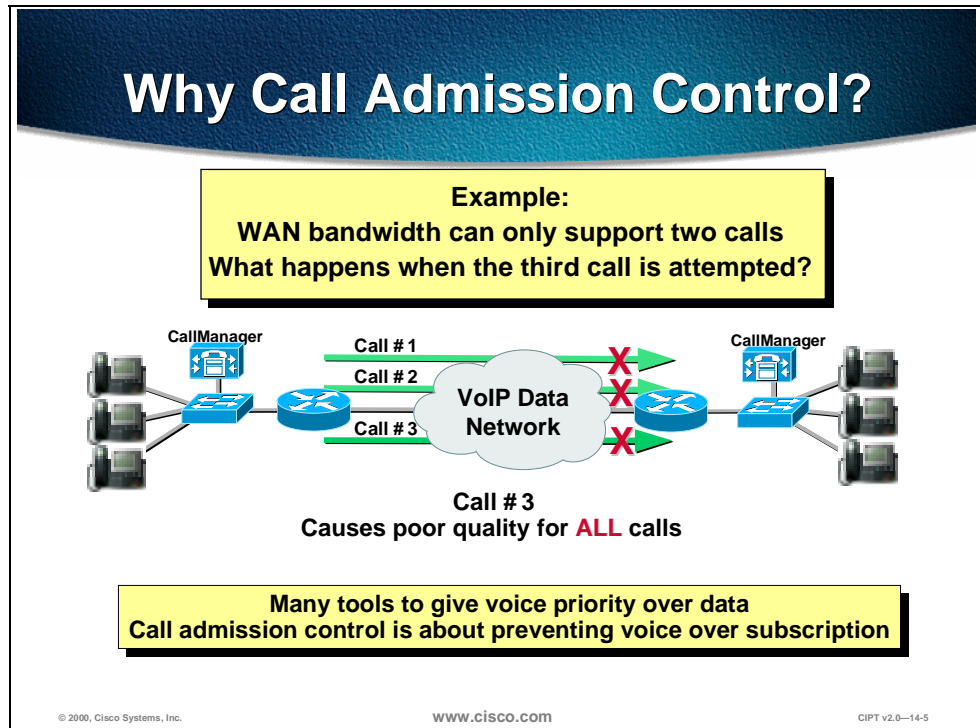 Why Call Admission Control?
Example:
WAN bandwidth can only support two calls
What happens when the third call is attempted?
CallManager
CallManager
Call # 1
Call # 2
Call # 3
VoIP Data
Network
X
X
X
Call # 3
Causes poor quality for ALL calls
Many tools to give voice priority over data
Call admission control is about preventing voice over subscription
© 2000, Cisco Systems, Inc.
www.cisco.com
CIPT v2.0—14-5